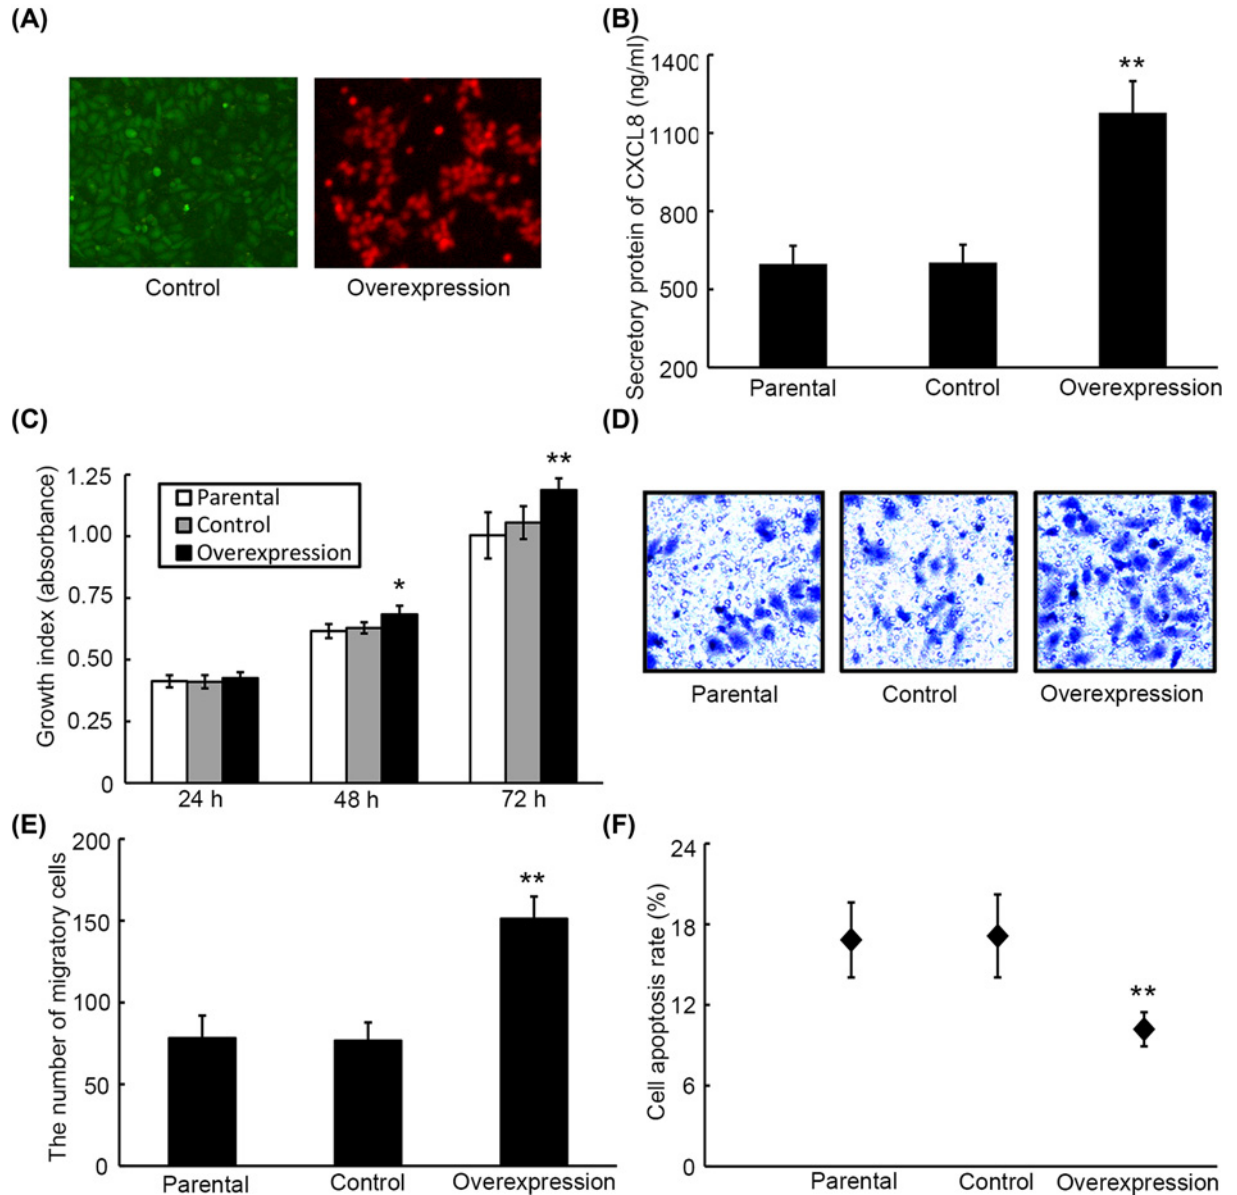 (A)
Control
Overexpression
(B)
Secretory protein of CXCL8 (ng/ml)
1400
1100
800
500
200
**
Parental
Control
Overexpression
(C)
Growth index (absorbance)
1.25
1.00
0.75
0.50
0.25
0
Parental
Control
Overexpression
*
**
24 h
48 h
72 h
(D)
Parental
Control
Overexpression
(E)
The number of migratory cells
200
150
100
50
0
**
Parental
Control
Overexpression
(F)
Cell apoptosis rate (%)
24
18
12
6
0
**
Parental
Control
Overexpression